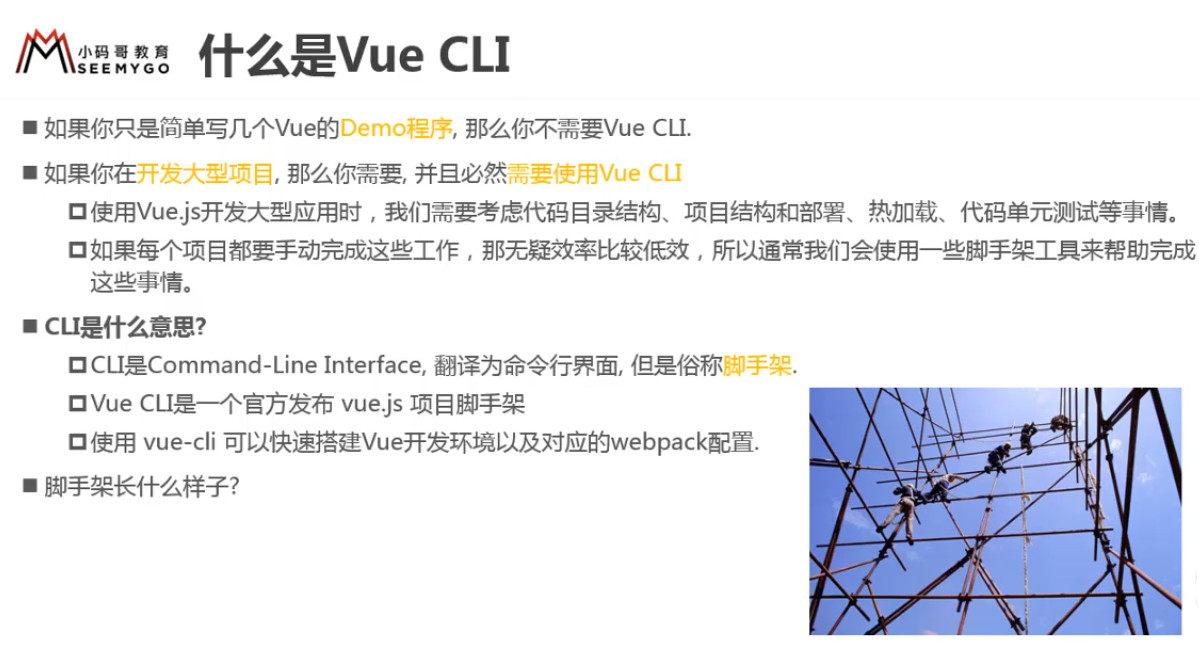 小码哥教育
SEEMYGO
什么是Vue CLI
如果你只是简单写几个Vue的Demo程序, 那么你不需要Vue CLI.
如果你在开发大型项目, 那么你需要, 并且必然需要使用Vue CLI
使用Vue.js开发大型应用时，我们需要考虑代码目录结构、项目结构和部署、热加载、代码单元测试等事情。
如果每个项目都要手动完成这些工作，那无疑效率比较低效，所以通常我们会使用一些脚手架工具来帮助完成
这些事情。
CLI是什么意思?
CLI是Command-Line Interface, 翻译为命令行界面, 但是俗称脚手架.
Vue CLI是一个官方发布 vue.js 项目脚手架
使用 vue-cli 可以快速搭建Vue开发环境以及对应的webpack配置.
脚手架长什么样子?